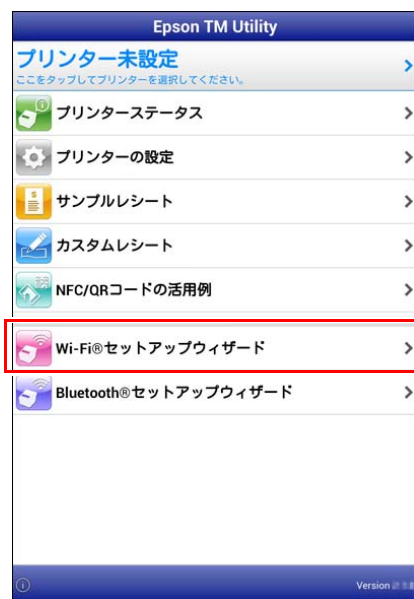 Epson TM Utility
プリンター未設定
ここをタップしてプリンターを選択してください。
プリンターステータス
プリンターの設定
サンプルレシート
カスタムレシート
NFC/QRコードの活用例
Wi-Fi®セットアップウィザード
Bluetooth®セットアップウィザード
Version